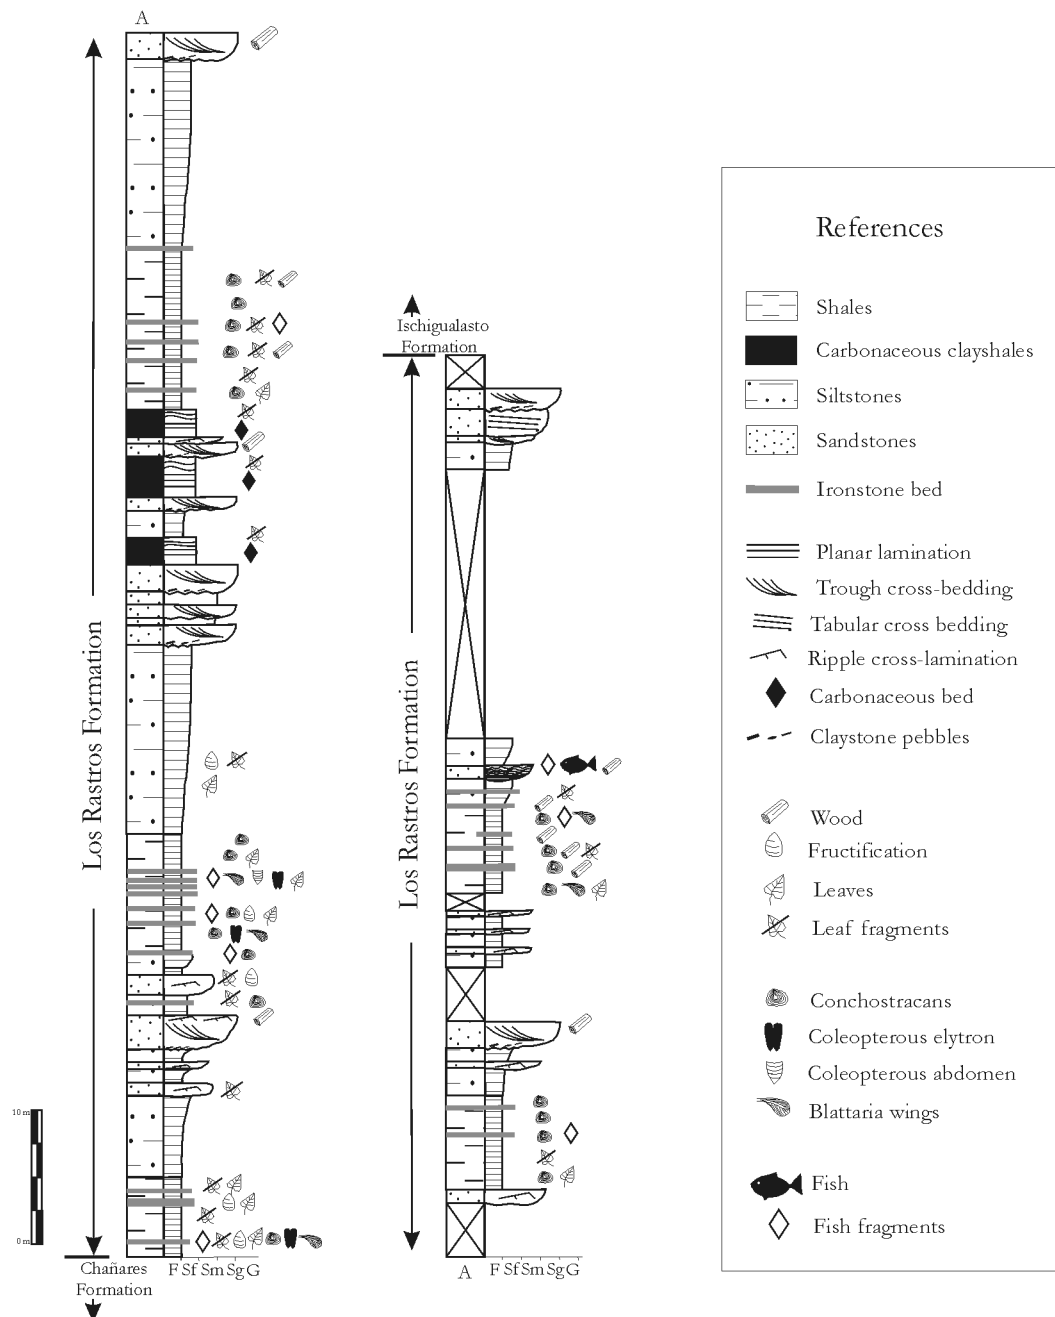 A
Los Rastros Formation
10 m
0 m
Chañares
Formation
F Sf Sm Sg G
Ischigualasto
Formation
Los Rastros Formation
A
F Sf Sm Sg G
References
Shales
Carbonaceous clayshales
Siltstones
Sandstones
Ironstone bed
Planar lamination
Trough cross-bedding
Tabular cross bedding
Ripple cross-lamination
Carbonaceous bed
Claystone pebbles
Wood
Fructification
Leaves
Leaf fragments
Conchostracans
Coleopterous elytron
Coleopterous abdomen
Blattaria wings
Fish
Fish fragments